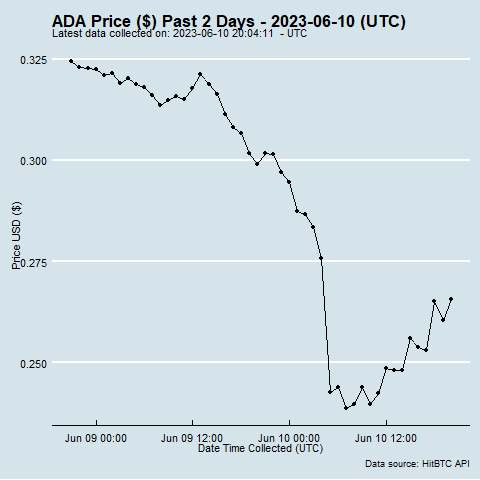 ADA Price ($) Past 2 Days - 2023-06-10 (UTC)
Latest data collected on: 2023-06-10 20:04:11  - UTC
0.325
0.300
0.275
0.250
Price USD ($)
Jun 09 00:00
Jun 09 12:00
Jun 10 00:00
Jun 10 12:00
Date Time Collected (UTC)
Data source: HitBTC API